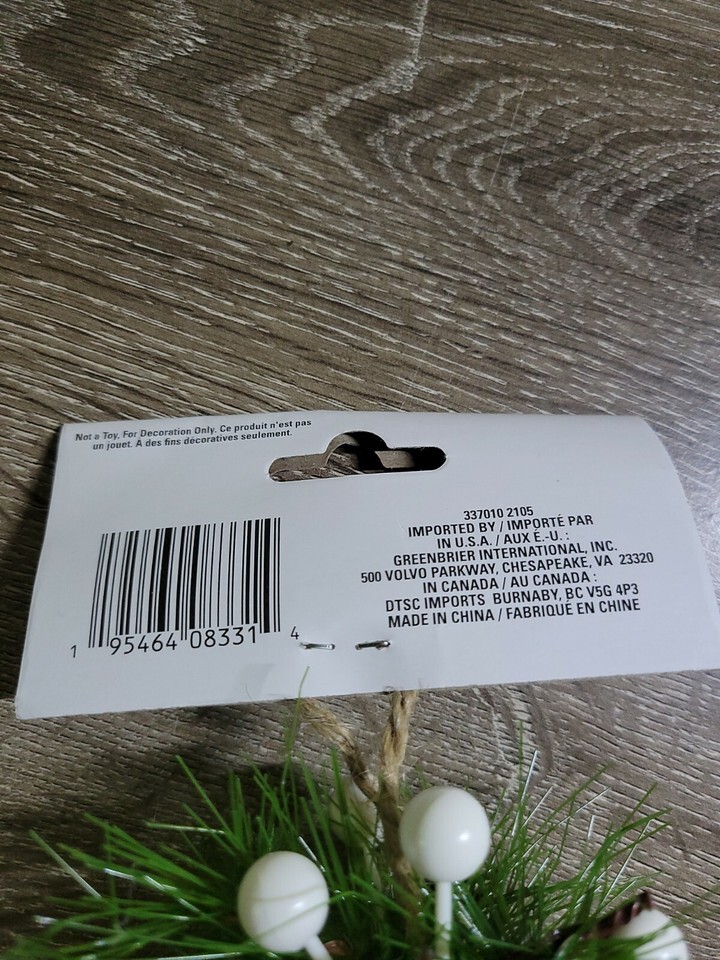 Not a Toy, For Decoration Only. Ce produit n'est pas
un jouet. À des fins décoratives seulement.
337010 2105
IMPORTED BY / IMPORTÉ PAR
IN U.S.A. / AUX É.-U. :
GREENBRIER INTERNATIONAL, INC.
500 VOLVO PARKWAY, CHESAPEAKE, VA 23320
IN CANADA / AU CANADA :
DTSC IMPORTS BURNABY, BC V5G 4P3
MADE IN CHINA / FABRIQUÉ EN CHINE
1 95464 08331 4